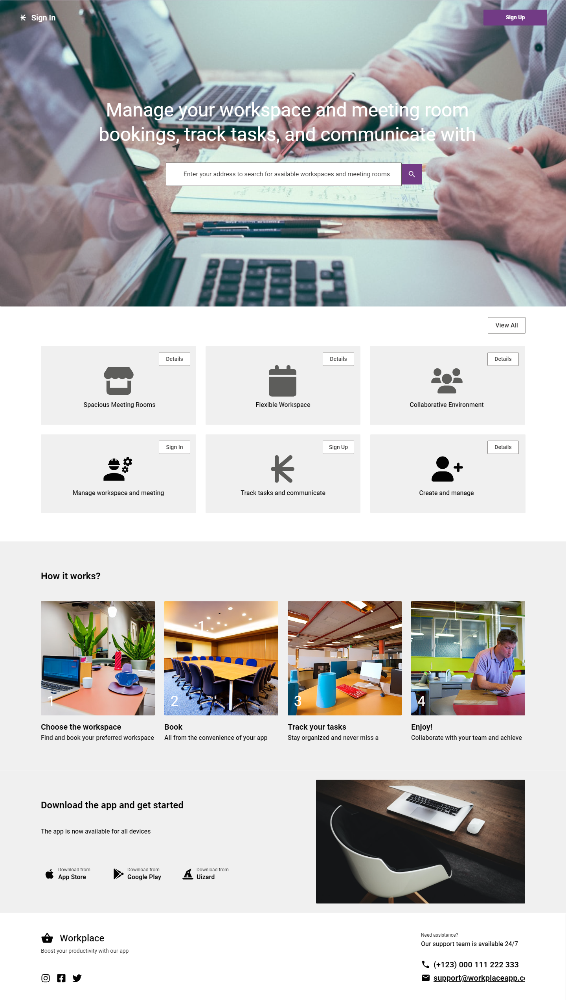 Sign In
Sign Up
Manage your workspace and meeting room
bookings, track tasks, and communicate with
Enter your address to search for available workspaces and meeting rooms
View All
Details
Spacious Meeting Rooms
Details
Flexible Workspace
Details
Collaborative Environment
Sign In
Manage workspace and meeting
Sign Up
Track tasks and communicate
Details
Create and manage
How it works?
1
1.
2
3
4
Choose the workspace
Find and book your preferred workspace
Book
All from the convenience of your app
Track your tasks
Stay organized and never miss a
Enjoy!
Collaborate with your team and achieve
Download the app and get started
The app is now available for all devices
Download from
App Store
Download from
Google Play
Download from
Uizard
Workplace
Boost your productivity with our app
Need assistance?
Our support team is available 24/7
(+123) 000 111 222 333
support@workplaceapp.c